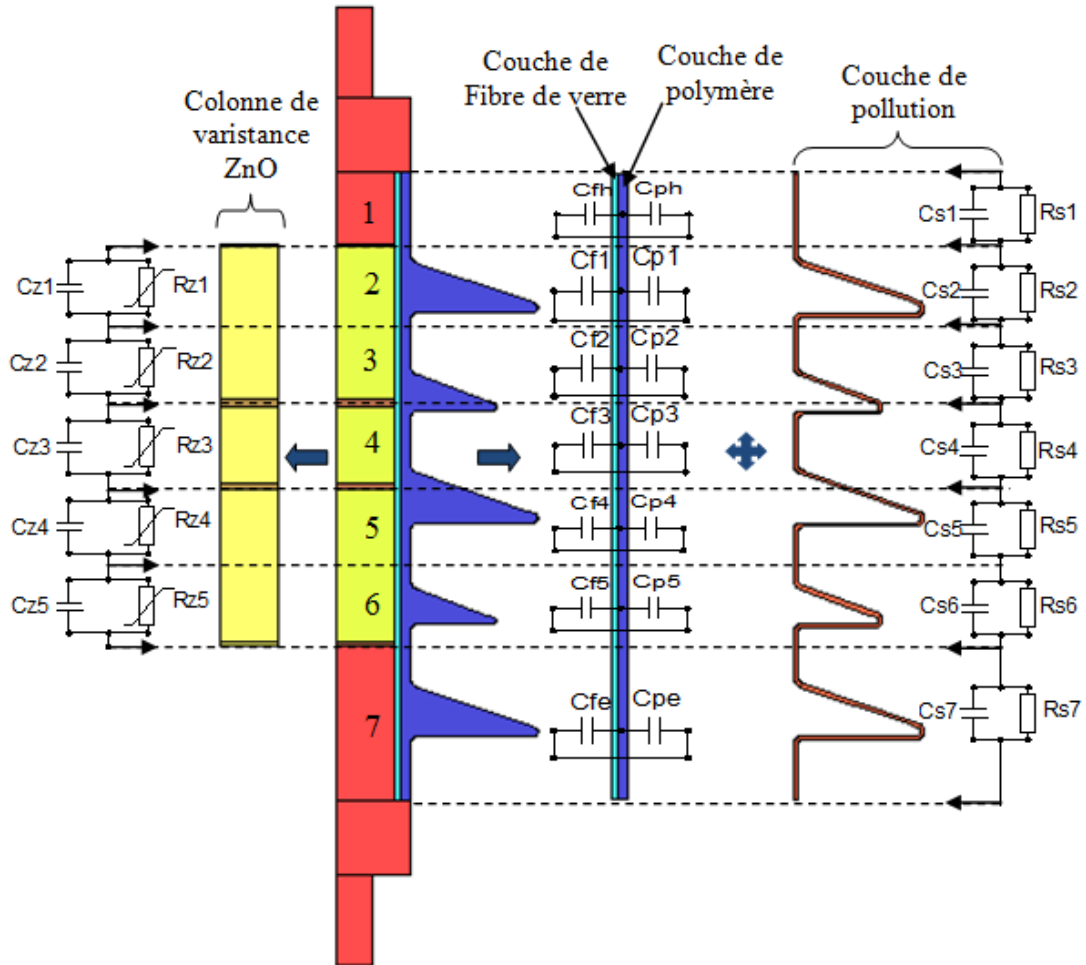 Colonne de
varistance
ZnO
Couche de
Fibre de verre
Couche de
polymère
Couche de
pollution
1
Cfh Cph
Cs1 Rs1
Cz1 Rz1
2
Cf1 Cp1
Cs2 Rs2
Cz2 Rz2
3
Cf2 Cp2
Cs3 Rs3
Cz3 Rz3
4
Cf3 Cp3
Cs4 Rs4
Cz4 Rz4
5
Cf4 Cp4
Cs5 Rs5
Cz5 Rz5
6
Cf5 Cp5
Cs6 Rs6
7
Cfe Cpe
Cs7 Rs7